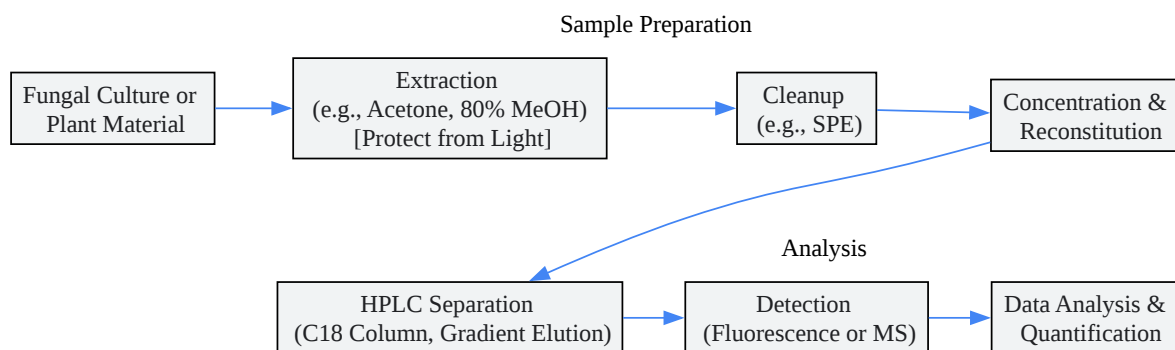 Sample Preparation
Fungal Culture or
Plant Material
Extraction
(e.g., Acetone, 80% MeOH)
[Protect from Light]
Cleanup
(e.g., SPE)
Concentration &
Reconstitution
Analysis
HPLC Separation
(C18 Column, Gradient Elution)
Detection
(Fluorescence or MS)
Data Analysis &
Quantification